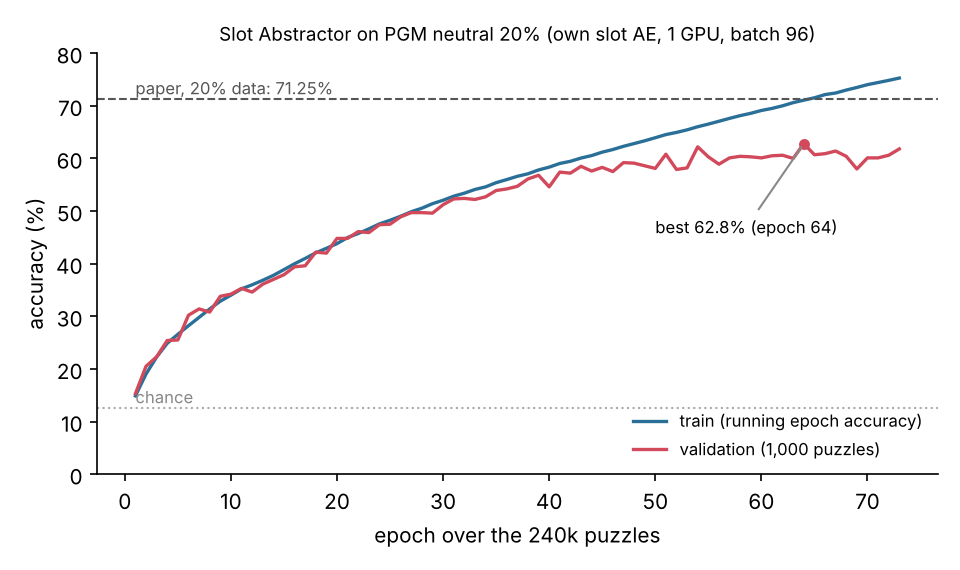 Slot Abstractor on PGM neutral 20% (own slot AE, 1 GPU, batch 96)
accuracy (%)
80
70
60
50
40
30
20
10
0
paper, 20% data: 71.25%
best 62.8% (epoch 64)
chance
train (running epoch accuracy)
validation (1,000 puzzles)
0 10 20 30 40 50 60 70
epoch over the 240k puzzles